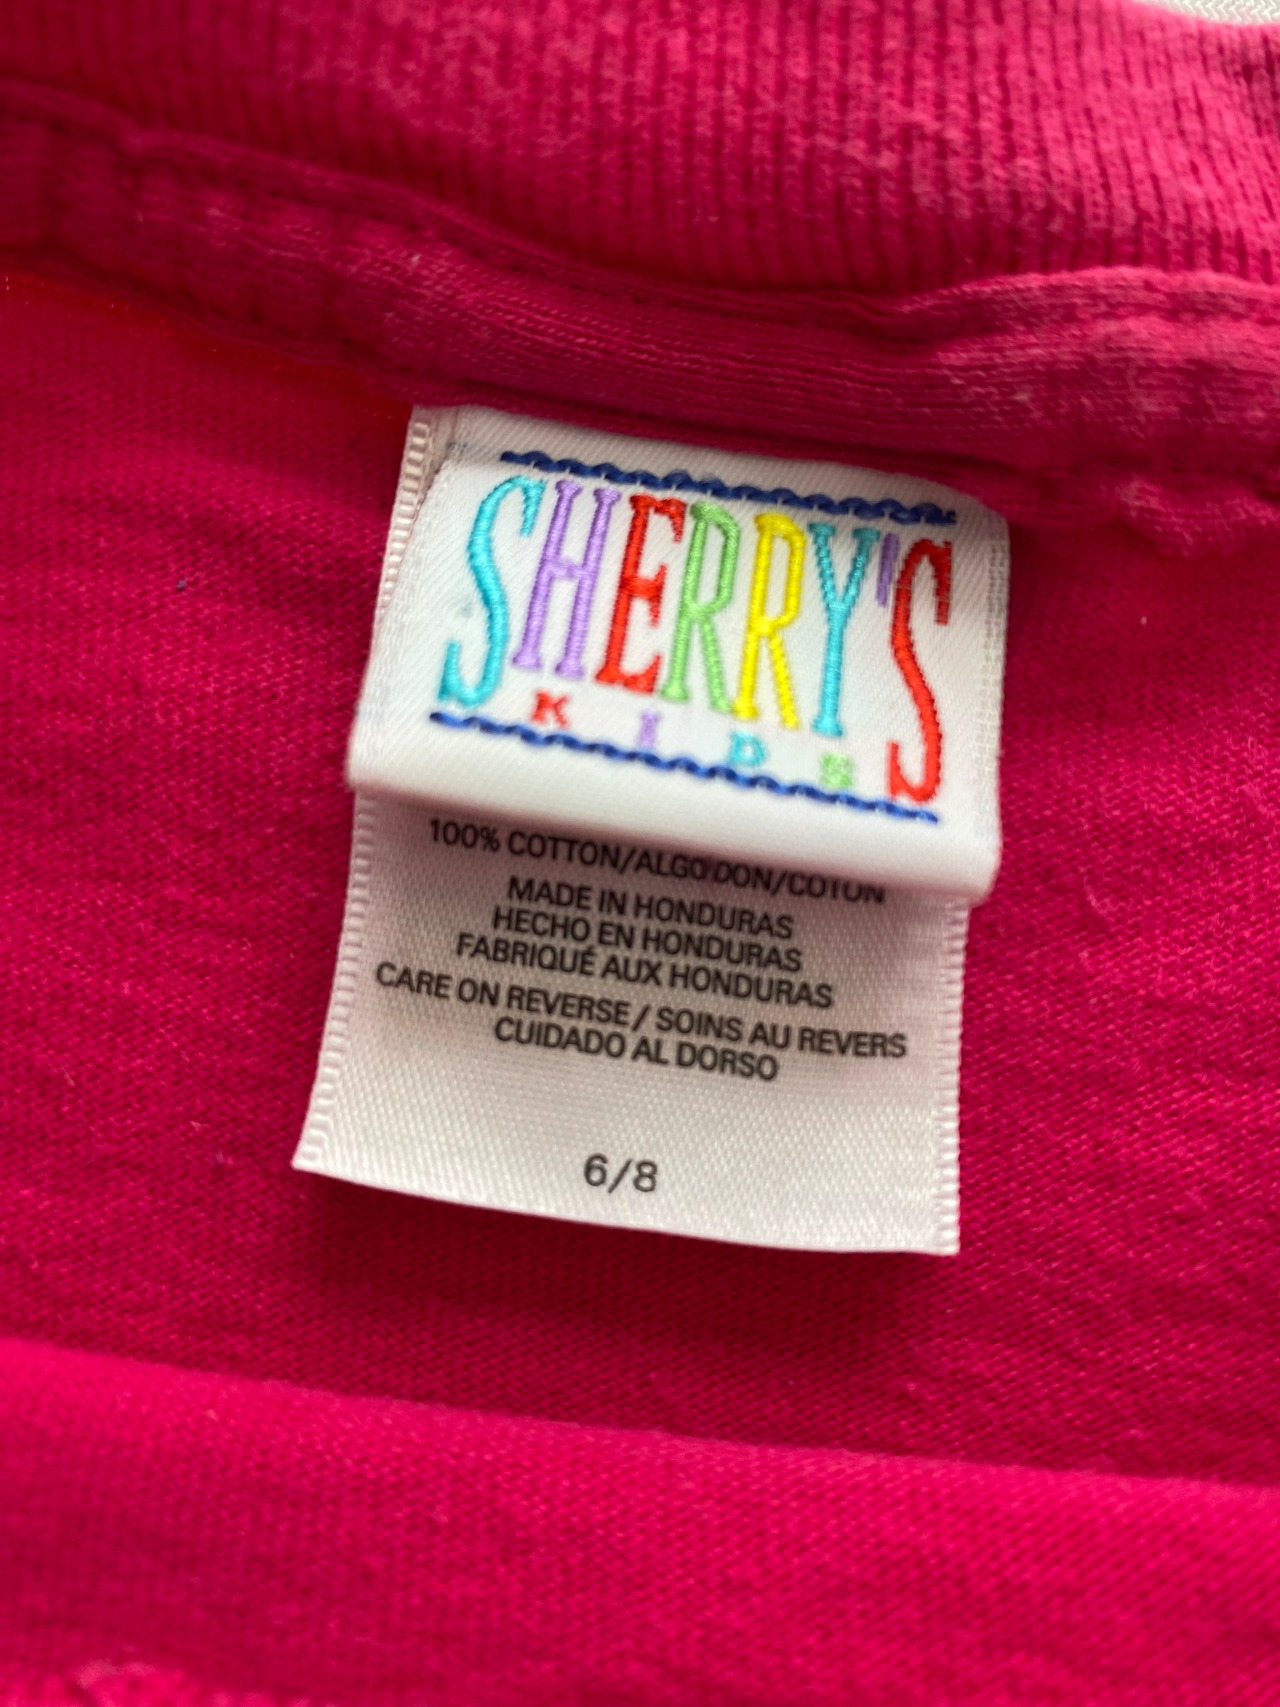 SHERRY'S
KIDS
100% COTTON/ALGODON/COTON
MADE IN HONDURAS
HECHO EN HONDURAS
FABRIQUÉ AUX HONDURAS
CARE ON REVERSE / SOINS AU REVERS
CUIDADO AL DORSO
6/8